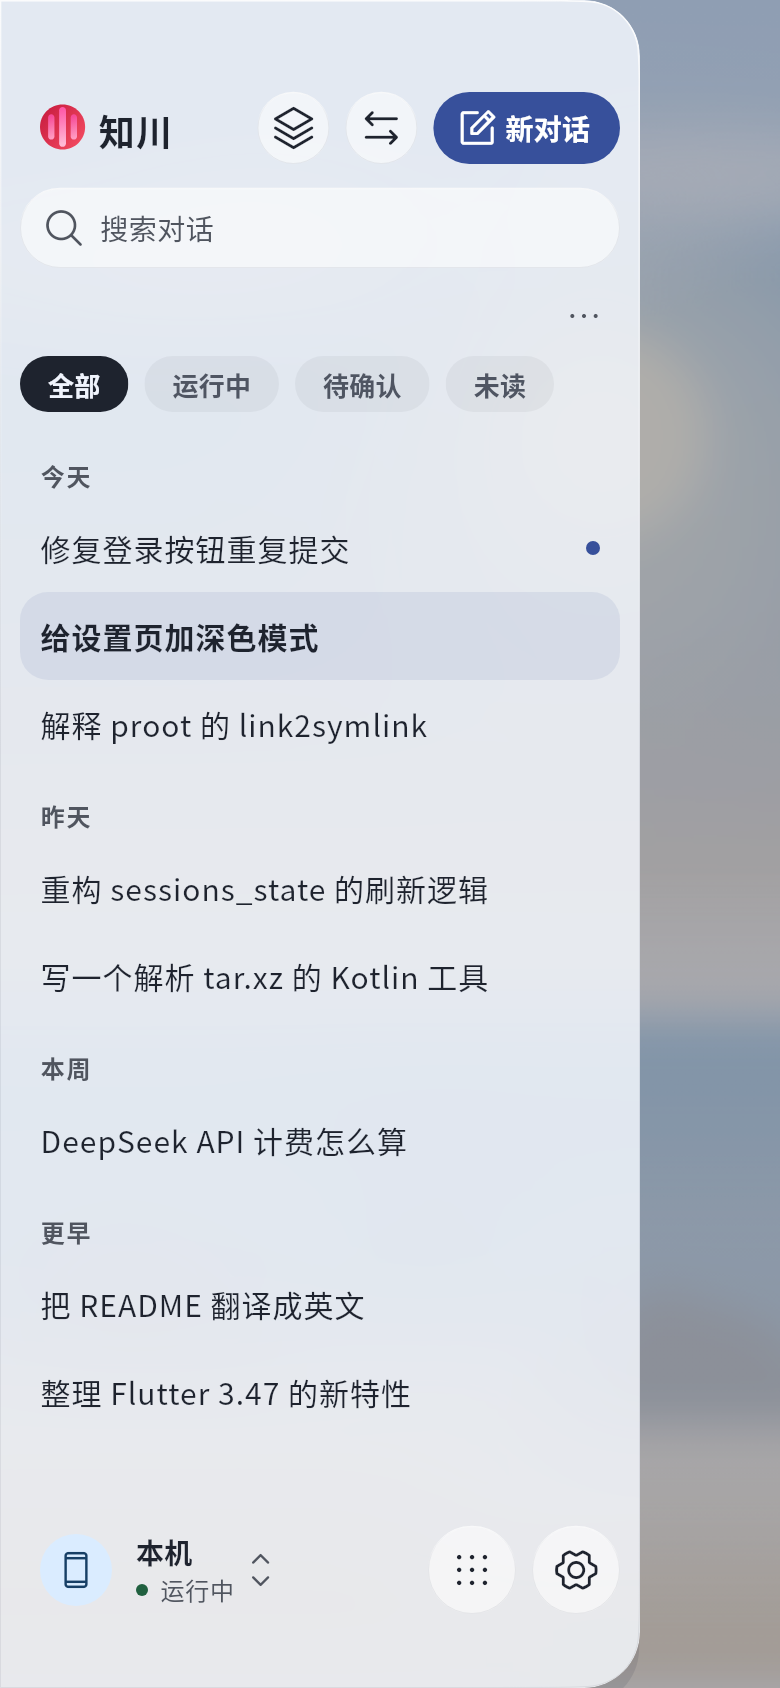 知川
新对话
搜索对话
全部 运行中 待确认 未读
今天
修复登录按钮重复提交
给设置页加深色模式
解释 proot 的 link2symlink
昨天
重构 sessions_state 的刷新逻辑
写一个解析 tar.xz 的 Kotlin 工具
本周
DeepSeek API 计费怎么算
更早
把 README 翻译成英文
整理 Flutter 3.47 的新特性
本机
运行中